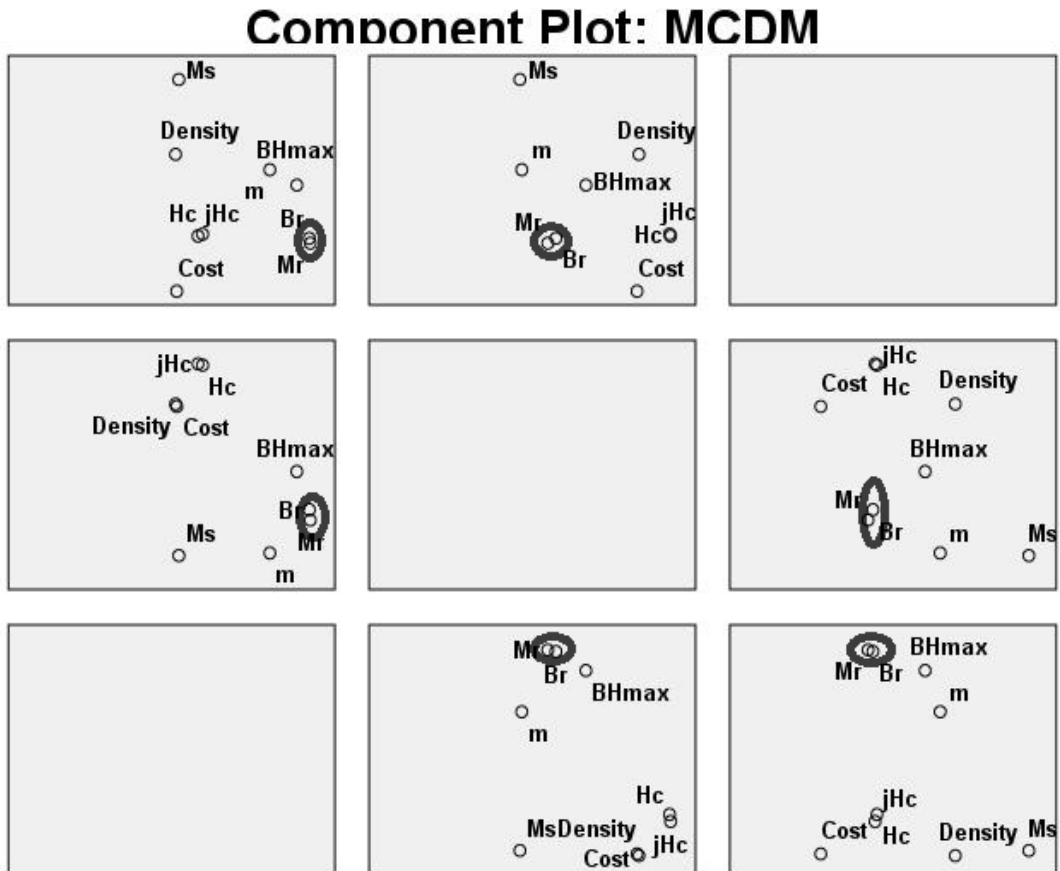 Component Plot: MCDM
Ms
Density
BHmax
m
Hc jHc
Br
Mr
Cost
Ms
Density
m
BHmax
jHc
Mr
Hc
Br
Cost
jHc
Hc
Density Cost
BHmax
Br
Ms
Mr
m
jHc
Cost Hc Density
BHmax
Mr
Br m Ms
Mr
Br
BHmax
m
Hc
Ms Density jHc
Cost
BHmax
Mr Br
m
jHc
Cost Hc Density Ms